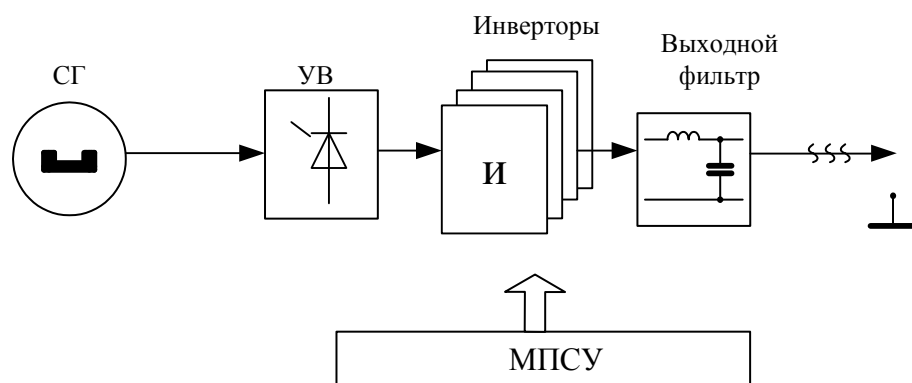 СГ
УВ
Инверторы
Выходной
фильтр
И
МПСУ